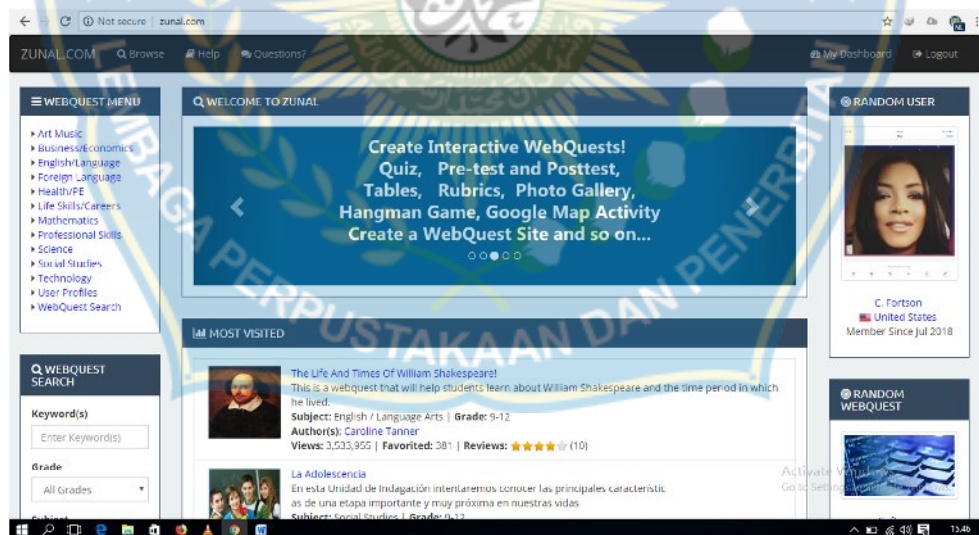 Not secure | zunal.com
ZUNAL.COM Browse Help Questions? My Dashboard Logout
WEBQUEST MENU
Art Music
Business/Economics
English/Language
Foreign Language
Health/PE
Life Skills/Careers
Mathematics
Professional Skills
Science
Social Studies
Technology
User Profiles
WebQuest Search
WEBQUEST
SEARCH
Keyword(s)
Enter Keyword(s)
Grade
All Grades
WELCOME TO ZUNAL
Create Interactive WebQuests!
Quiz, Pre-test and Posttest,
Tables, Rubrics, Photo Gallery,
Hangman Game, Google Map Activity
Create a WebQuest Site and so on...
MOST VISITED
The Life And Times Of William Shakespeare!
This is a webquest that will help students learn about William Shakespeare and the time period in which
he lived.
Subject: English / Language Arts | Grade: 9-12
Author(s): Caroline Tanner
Views: 3,533,955 | Favorited: 381 | Reviews: (10)
La Adolescencia
En esta Unidad de Indagación intentaremos conocer las principales característic
as de una etapa importante y muy próxima en nuestras vidas
Subject: Social Studies | Grade: 9-12
RANDOM USER
C. Fortson
United States
Member Since Jul 2018
RANDOM
WEBQUEST
Activate Windows
Go to Settings
15.46
LEMBAGA PERPUSTAKAAN DAN PENERBIT